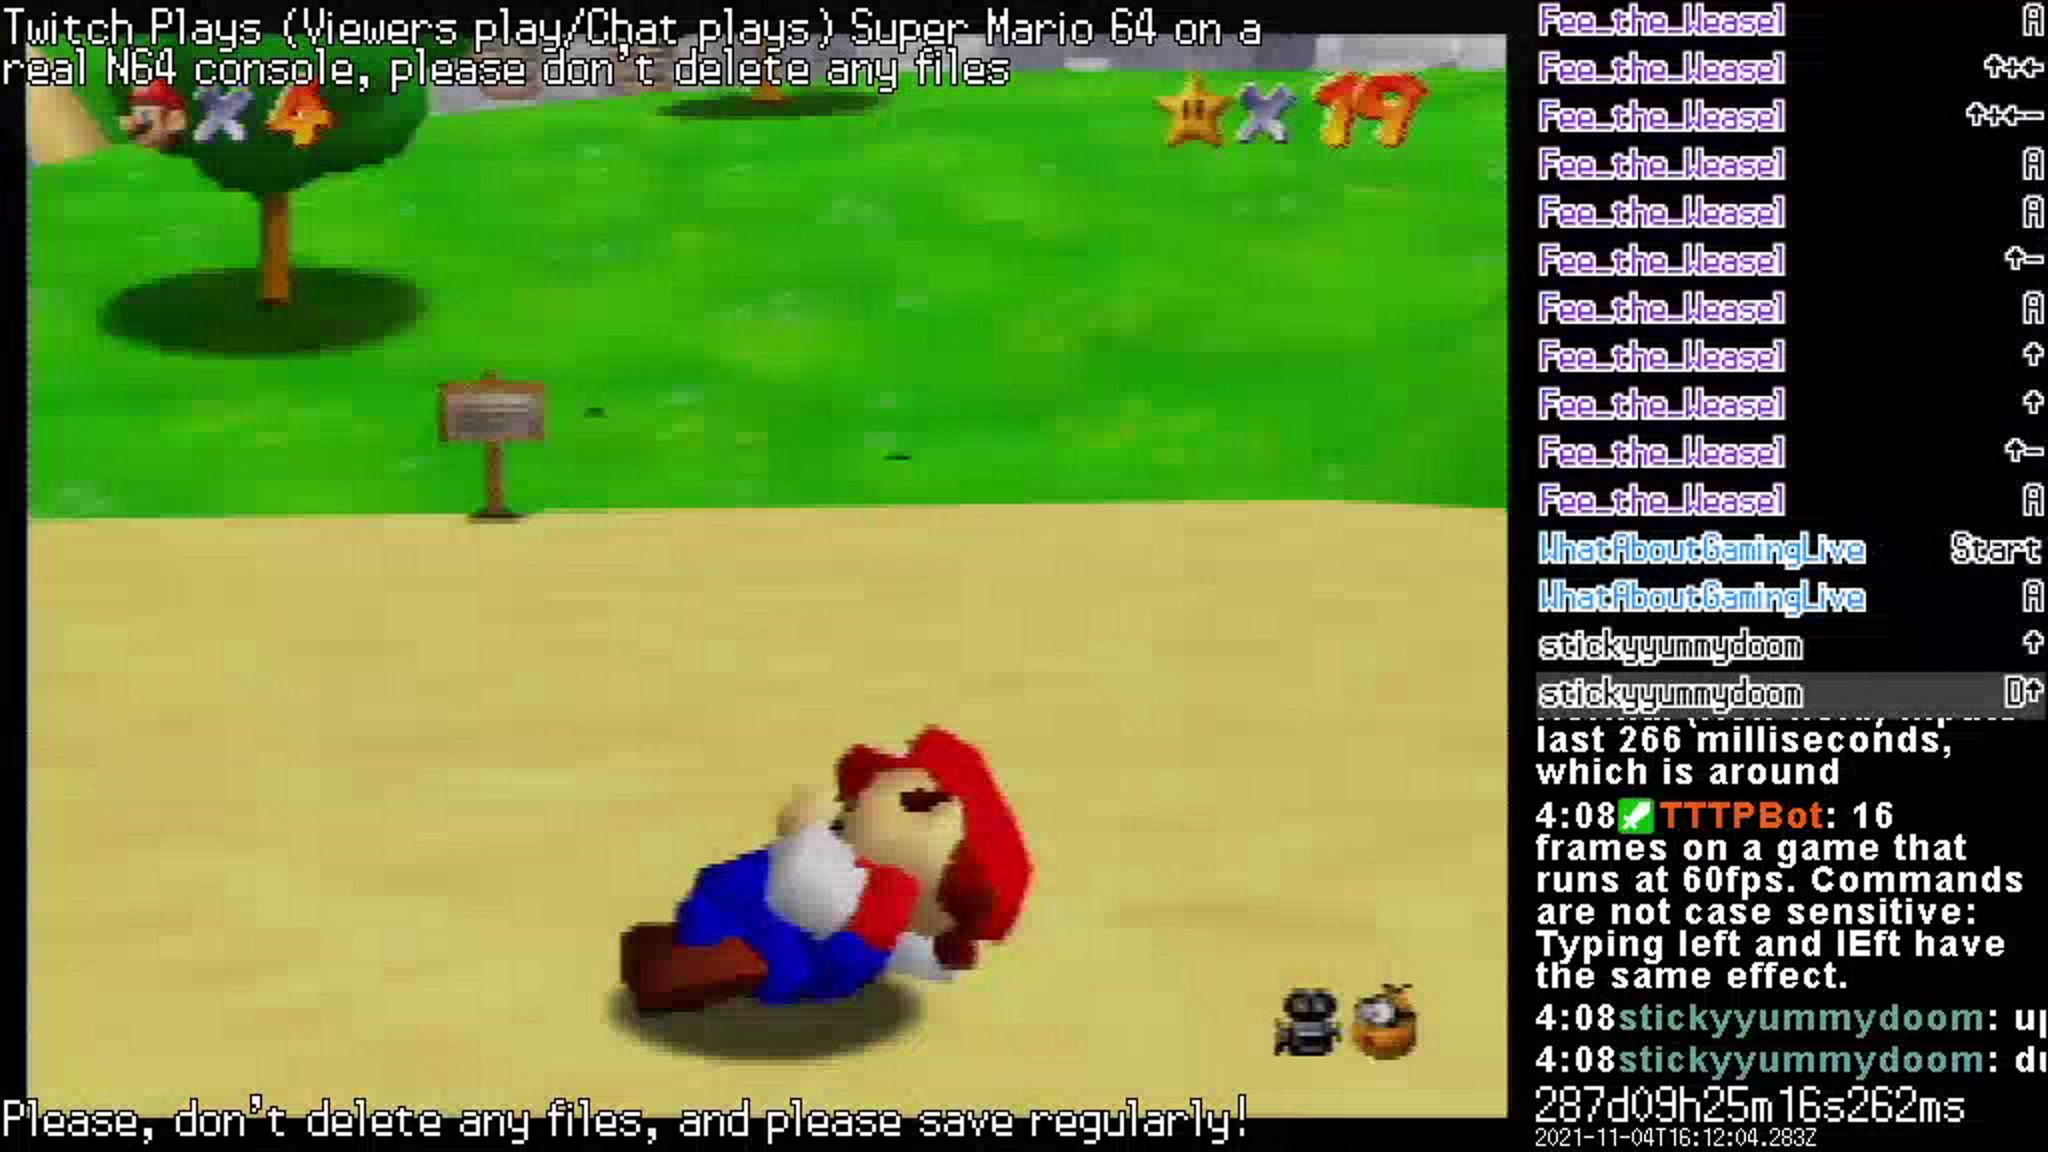 Twitch Plays (Viewers play/Chat plays) Super Mario 64 on a
real N64 console, please don't delete any files
x 4
x 19
Fee_the_Weasel A
Fee_the_Weasel ↑+←
Fee_the_Weasel ↑+←-
Fee_the_Weasel A
Fee_the_Weasel A
Fee_the_Weasel ↑-
Fee_the_Weasel A
Fee_the_Weasel ↑
Fee_the_Weasel ↑
Fee_the_Weasel ↑-
Fee_the_Weasel A
WhatAboutGamingLive Start
WhatAboutGamingLive A
stickyyummydoom ↑
stickyyummydoom D↑
last 266 milliseconds,
which is around
4:08 TTTPBot: 16
frames on a game that
runs at 60fps. Commands
are not case sensitive:
Typing left and lEft have
the same effect.
4:08 stickyyummydoom: up
4:08 stickyyummydoom: du
287d09h25m16s262ms
2021-11-04T16:12:04.283Z
Please, don't delete any files, and please save regularly!